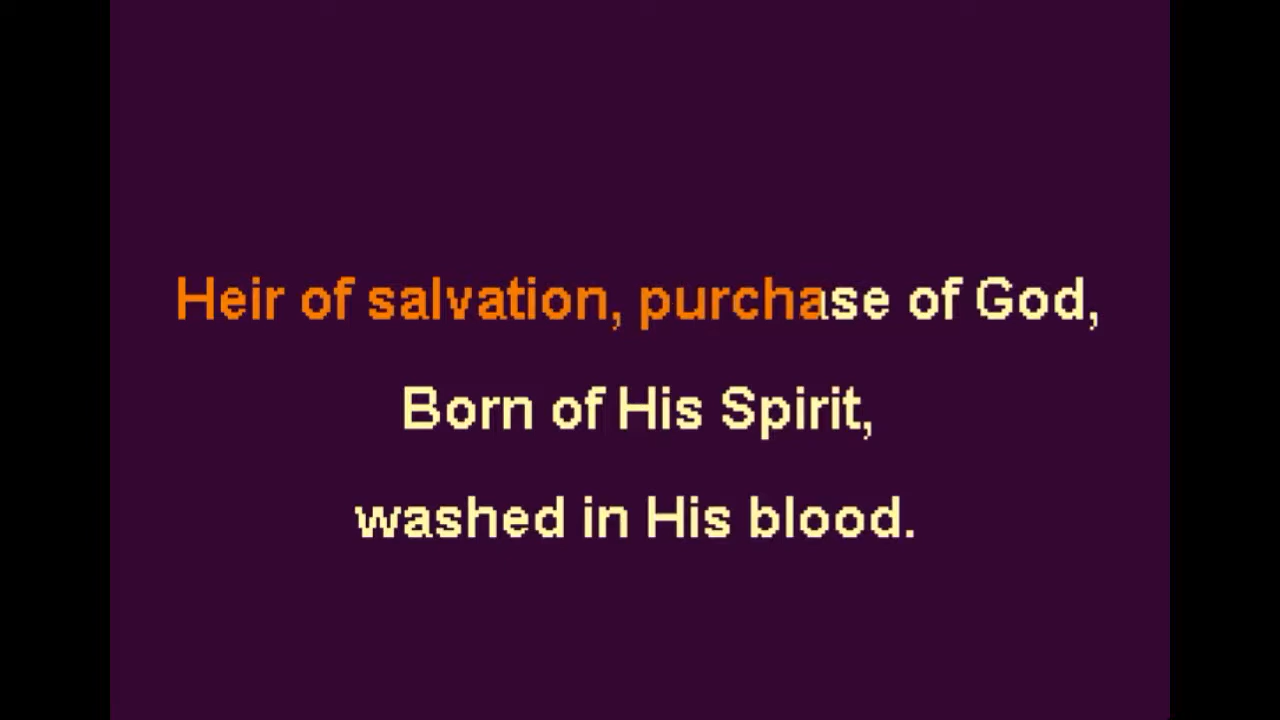 Heir of salvation, purchase of God,
Born of His Spirit,
washed in His blood.